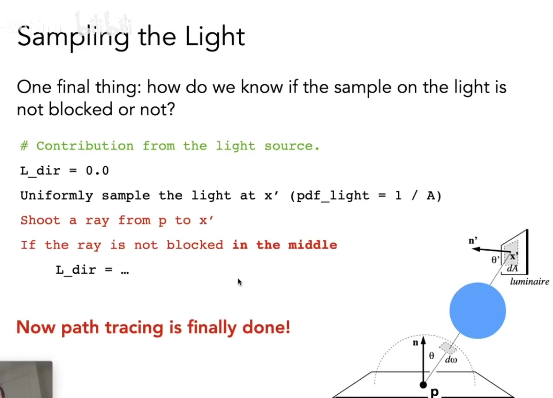 Sampling the Light
One final thing: how do we know if the sample on the light is
not blocked or not?
# Contribution from the light source.
L_dir = 0.0
Uniformly sample the light at x’ (pdf_light = 1 / A)
Shoot a ray from p to x’
If the ray is not blocked in the middle
L_dir = …
Now path tracing is finally done!
n'
θ'
x'
dA
luminaire
n
θ
dω
p